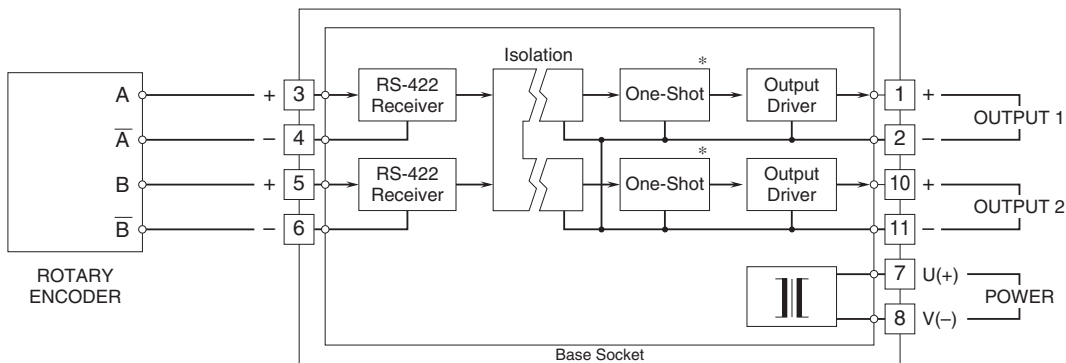 Isolation
RS-422
Receiver
*
One-Shot
Output
Driver
A
+
3
1
+
OUTPUT 1
A̅
−
4
2
−
RS-422
Receiver
*
One-Shot
Output
Driver
B
+
5
10
+
OUTPUT 2
B̅
−
6
11
−
ROTARY
ENCODER
7
U(+)
POWER
8
V(−)
Base Socket